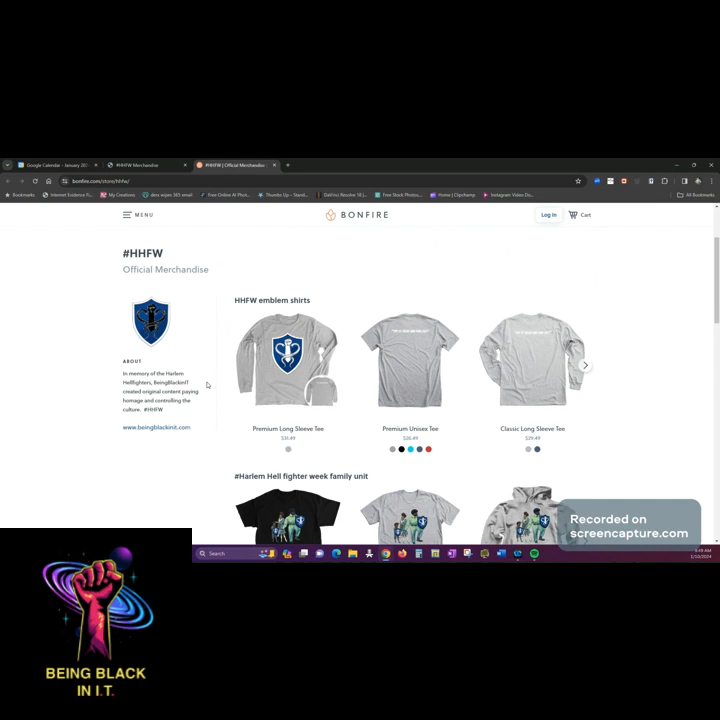 Google Calendar - January 202
#HHFW Merchandise
#HHFW | Official Merchandise
bonfire.com/store/hhfw/
Bookmarks
Internet Evidence Fi...
My Creations
derx wipex 365 email
Free Online AI Phot...
Thumbs Up - Stand...
DaVinci Resolve 18 |...
Free Stock Photos,...
Home | Clipchamp
Instagram Video Do...
All Bookmarks
MENU
BONFIRE
Log In
Cart
#HHFW
Official Merchandise
ABOUT
In memory of the Harlem
Hellfighters, BeingBlackinIT
created original content paying
homage and controlling the
culture. #HHFW
www.beingblackinit.com
HHFW emblem shirts
Premium Long Sleeve Tee
$31.49
Premium Unisex Tee
$26.49
Classic Long Sleeve Tee
$29.49
#Harlem Hell fighter week family unit
Recorded on
screencapture.com
Search
1/10/2024
BEING BLACK
IN I.T.